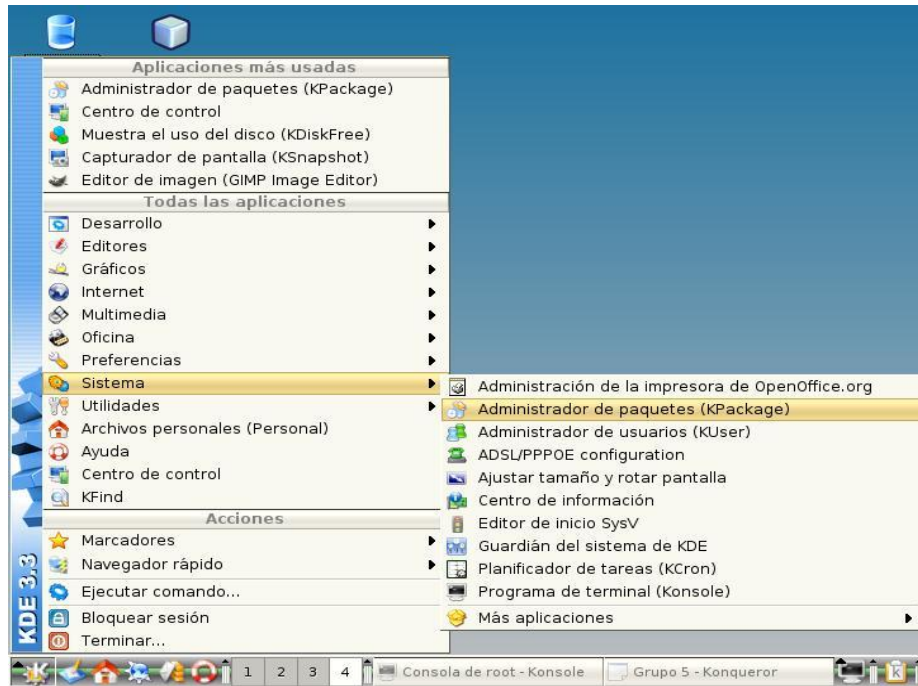 Aplicaciones más usadas
Administrador de paquetes (KPackage)
Centro de control
Muestra el uso del disco (KDiskFree)
Capturador de pantalla (KSnapshot)
Editor de imagen (GIMP Image Editor)
Todas las aplicaciones
Desarrollo
Editores
Gráficos
Internet
Multimedia
Oficina
Preferencias
Sistema
Utilidades
Archivos personales (Personal)
Ayuda
Centro de control
KFind
Acciones
Marcadores
Navegador rápido
Ejecutar comando...
Bloquear sesión
Terminar...
KDE 3.3
Administración de la impresora de OpenOffice.org
Administrador de paquetes (KPackage)
Administrador de usuarios (KUser)
ADSL/PPPOE configuration
Ajustar tamaño y rotar pantalla
Centro de información
Editor de inicio SysV
Guardián del sistema de KDE
Planificador de tareas (KCron)
Programa de terminal (Konsole)
Más aplicaciones
1 2 3 4 Consola de root - Konsole Grupo 5 - Konqueror